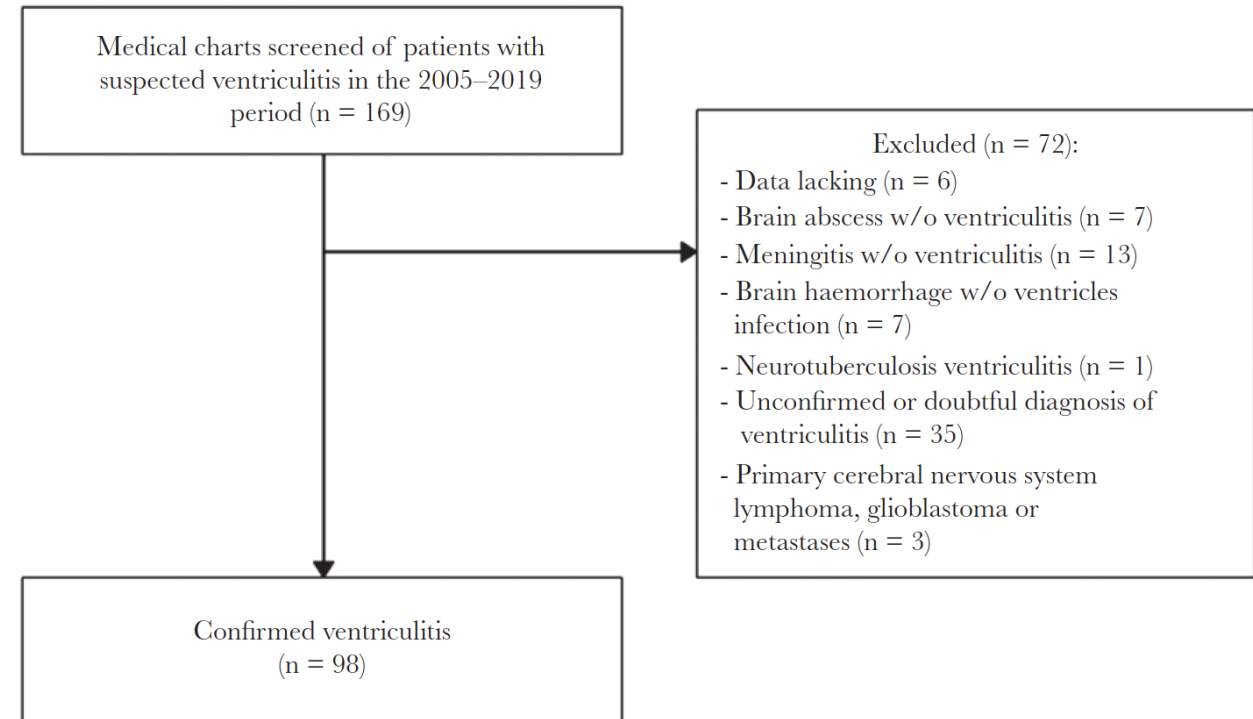 Medical charts screened of patients with
suspected ventriculitis in the 2005–2019
period (n = 169)
Excluded (n = 72):
- Data lacking (n = 6)
- Brain abscess w/o ventriculitis (n = 7)
- Meningitis w/o ventriculitis (n = 13)
- Brain haemorrhage w/o ventricles
infection (n = 7)
- Neurotuberculosis ventriculitis (n = 1)
- Unconfirmed or doubtful diagnosis of
ventriculitis (n = 35)
- Primary cerebral nervous system
lymphoma, glioblastoma or
metastases (n = 3)
Confirmed ventriculitis
(n = 98)